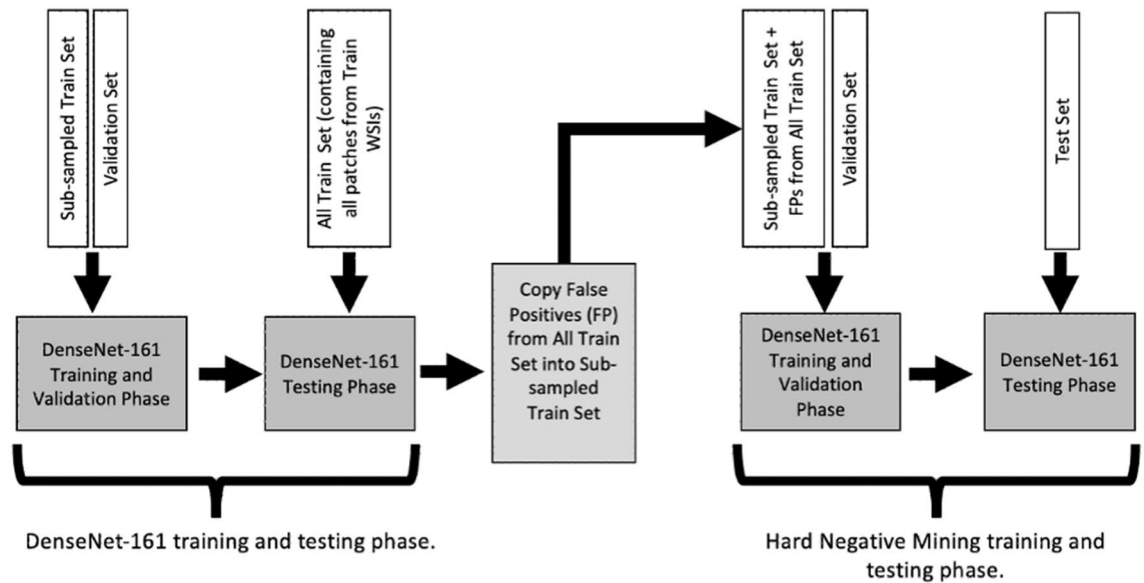 Sub-sampled Train Set
Validation Set
All Train Set (containing
all patches from Train
WSIs)
DenseNet-161
Training and
Validation Phase
DenseNet-161
Testing Phase
DenseNet-161 training and testing phase.
Copy False
Positives (FP)
from All Train
Set into Sub-
sampled
Train Set
Sub-sampled Train Set +
FPs from All Train Set
Validation Set
Test Set
DenseNet-161
Training and
Validation
Phase
DenseNet-161
Testing Phase
Hard Negative Mining training and
testing phase.